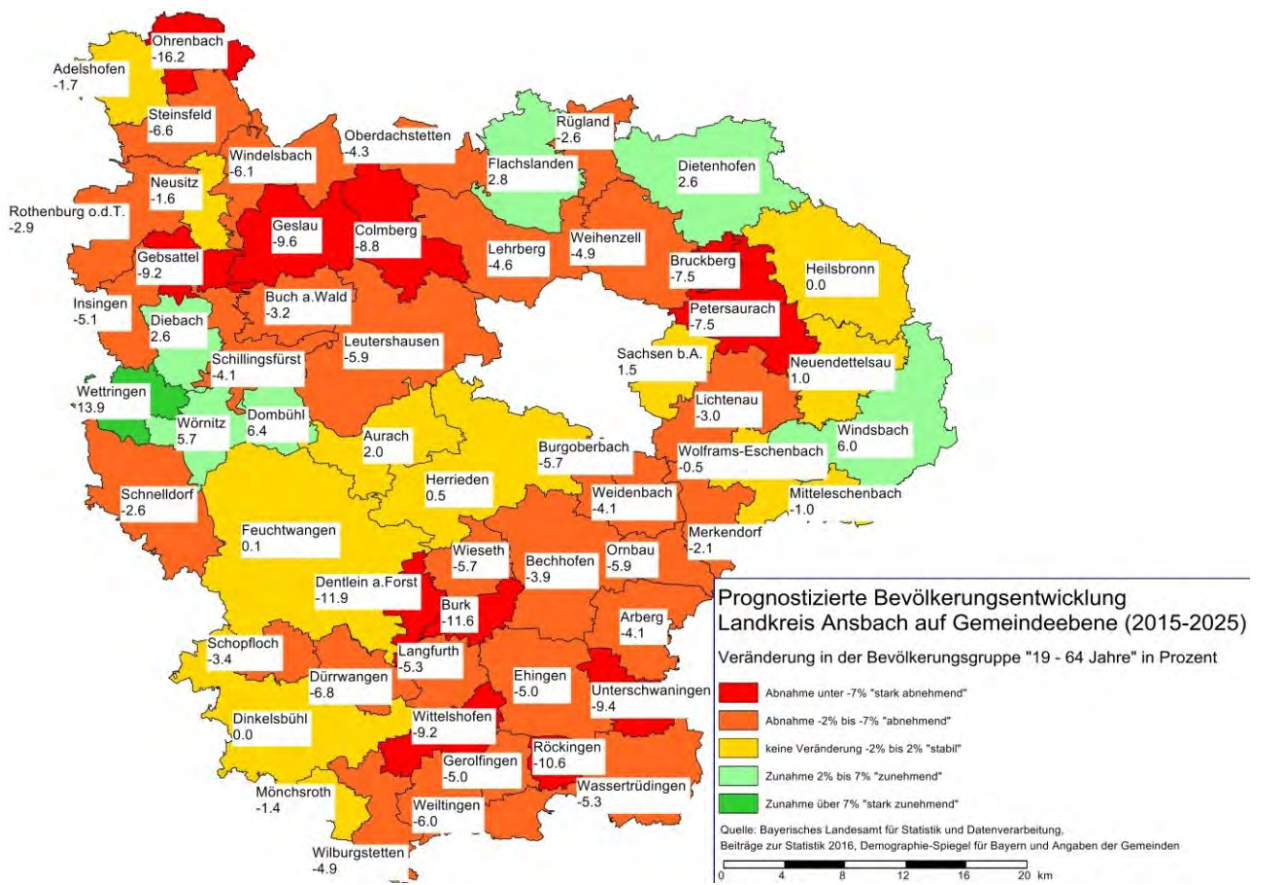 Ohrenbach
-16.2
Adelshofen
-1.7
Steinsfeld
-6.6
Windelsbach
-6.1
Oberdachstetten
-4.3
Rügland
-2.6
Flachslanden
2.8
Dietenhofen
2.6
Neusitz
-1.6
Rothenburg o.d.T.
-2.9
Geslau
-9.6
Colmberg
-8.8
Lehrberg
-4.6
Weihenzell
-4.9
Bruckberg
-7.5
Heilsbronn
0.0
Gebsattel
-9.2
Insingen
-5.1
Diebach
2.6
Buch a.Wald
-3.2
Leutershausen
-5.9
Petersaurach
-7.5
Sachsen b.A.
1.5
Neuendettelsau
1.0
Schillingsfürst
-4.1
Wettringen
13.9
Wörnitz
5.7
Dombühl
6.4
Lichtenau
-3.0
Windsbach
6.0
Aurach
2.0
Burgoberbach
-5.7
Wolframs-Eschenbach
-0.5
Herrieden
0.5
Weidenbach
-4.1
Mitteleschenbach
-1.0
Schnelldorf
-2.6
Feuchtwangen
0.1
Merkendorf
-2.1
Wieseth
-5.7
Bechhofen
-3.9
Ornbau
-5.9
Dentlein a.Forst
-11.9
Burk
-11.6
Arberg
-4.1
Schopfloch
-3.4
Langfurth
-5.3
Dürrwangen
-6.8
Ehingen
-5.0
Unterschwaningen
-9.4
Dinkelsbühl
0.0
Wittelshofen
-9.2
Gerolfingen
-5.0
Röckingen
-10.6
Wassertrüdingen
-5.3
Mönchsroth
-1.4
Weiltingen
-6.0
Wilburgstetten
-4.9
Prognostizierte Bevölkerungsentwicklung
Landkreis Ansbach auf Gemeindeebene (2015-2025)
Veränderung in der Bevölkerungsgruppe "19 - 64 Jahre" in Prozent
Abnahme unter -7% "stark abnehmend"
Abnahme -2% bis -7% "abnehmend"
keine Veränderung -2% bis 2% "stabil"
Zunahme 2% bis 7% "zunehmend"
Zunahme über 7% "stark zunehmend"
Quelle: Bayerisches Landesamt für Statistik und Datenverarbeitung,
Beiträge zur Statistik 2016, Demographie-Spiegel für Bayern und Angaben der Gemeinden
0 4 8 12 16 20 km